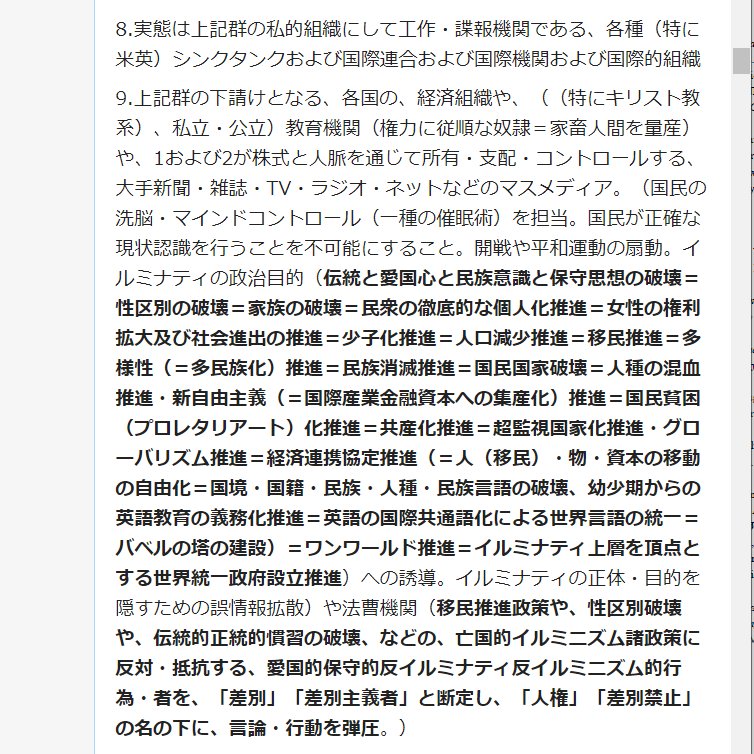 8.実態は上記群の私的組織にして工作・諜報機関である、各種（特に
米英）シンクタンクおよび国際連合および国際機関および国際的組織
9.上記群の下請けとなる、各国の、経済組織や、（（特にキリスト教
系）、私立・公立）教育機関（権力に従順な奴隷＝家畜人間を量産）
や、1および2が株式と人脈を通じて所有・支配・コントロールする、
大手新聞・雑誌・TV・ラジオ・ネットなどのマスメディア。（国民の
洗脳・マインドコントロール（一種の催眠術）を担当。国民が正確な
現状認識を行うことを不可能にすること。開戦や平和運動の扇動。イ
ルミナティの政治目的（伝統と愛国心と民族意識と保守思想の破壊＝
性区別の破壊＝家族の破壊＝民衆の徹底的な個人化推進＝女性の権利
拡大及び社会進出の推進＝少子化推進＝人口減少推進＝移民推進＝多
様性（＝多民族化）推進＝民族消滅推進＝国民国家破壊＝人種の混血
推進・新自由主義（＝国際産業金融資本への集産化）推進＝国民貧困
（プロレタリアート）化推進＝共産化推進＝超監視国家化推進・グロ
ーバリズム推進＝経済連携協定推進（＝人（移民）・物・資本の移動
の自由化＝国境・国籍・民族・人種・民族言語の破壊、幼少期からの
英語教育の義務化推進＝英語の国際共通語化による世界言語の統一＝
バベルの塔の建設）＝ワンワールド推進＝イルミナティ上層を頂点と
する世界統一政府設立推進）への誘導。イルミナティの正体・目的を
隠すための誤情報拡散）や法曹機関（移民推進政策や、性区別破壊
や、伝統的正統的慣習の破壊、などの、亡国的イルミニズム諸政策に
反対・抵抗する、愛国的保守的反イルミナティ反イルミニズム的行
為・者を、「差別」「差別主義者」と断定し、「人権」「差別禁止」
の名の下に、言論・行動を弾圧。）